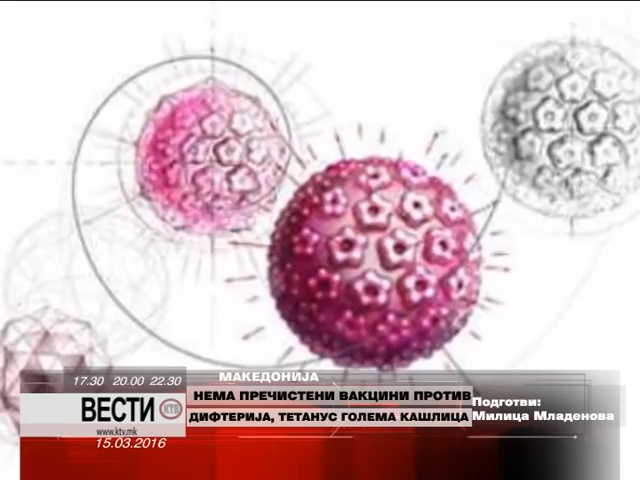 МАКЕДОНИЈА
17.30 20.00 22.30
НЕМА ПРЕЧИСТЕНИ ВАКЦИНИ ПРОТИВ
ДИФТЕРИЈА, ТЕТАНУС ГОЛЕМА КАШЛИЦА
Подготви:
Милица Младенова
ВЕСТИ КТВ
www.ktv.mk
15.03.2016